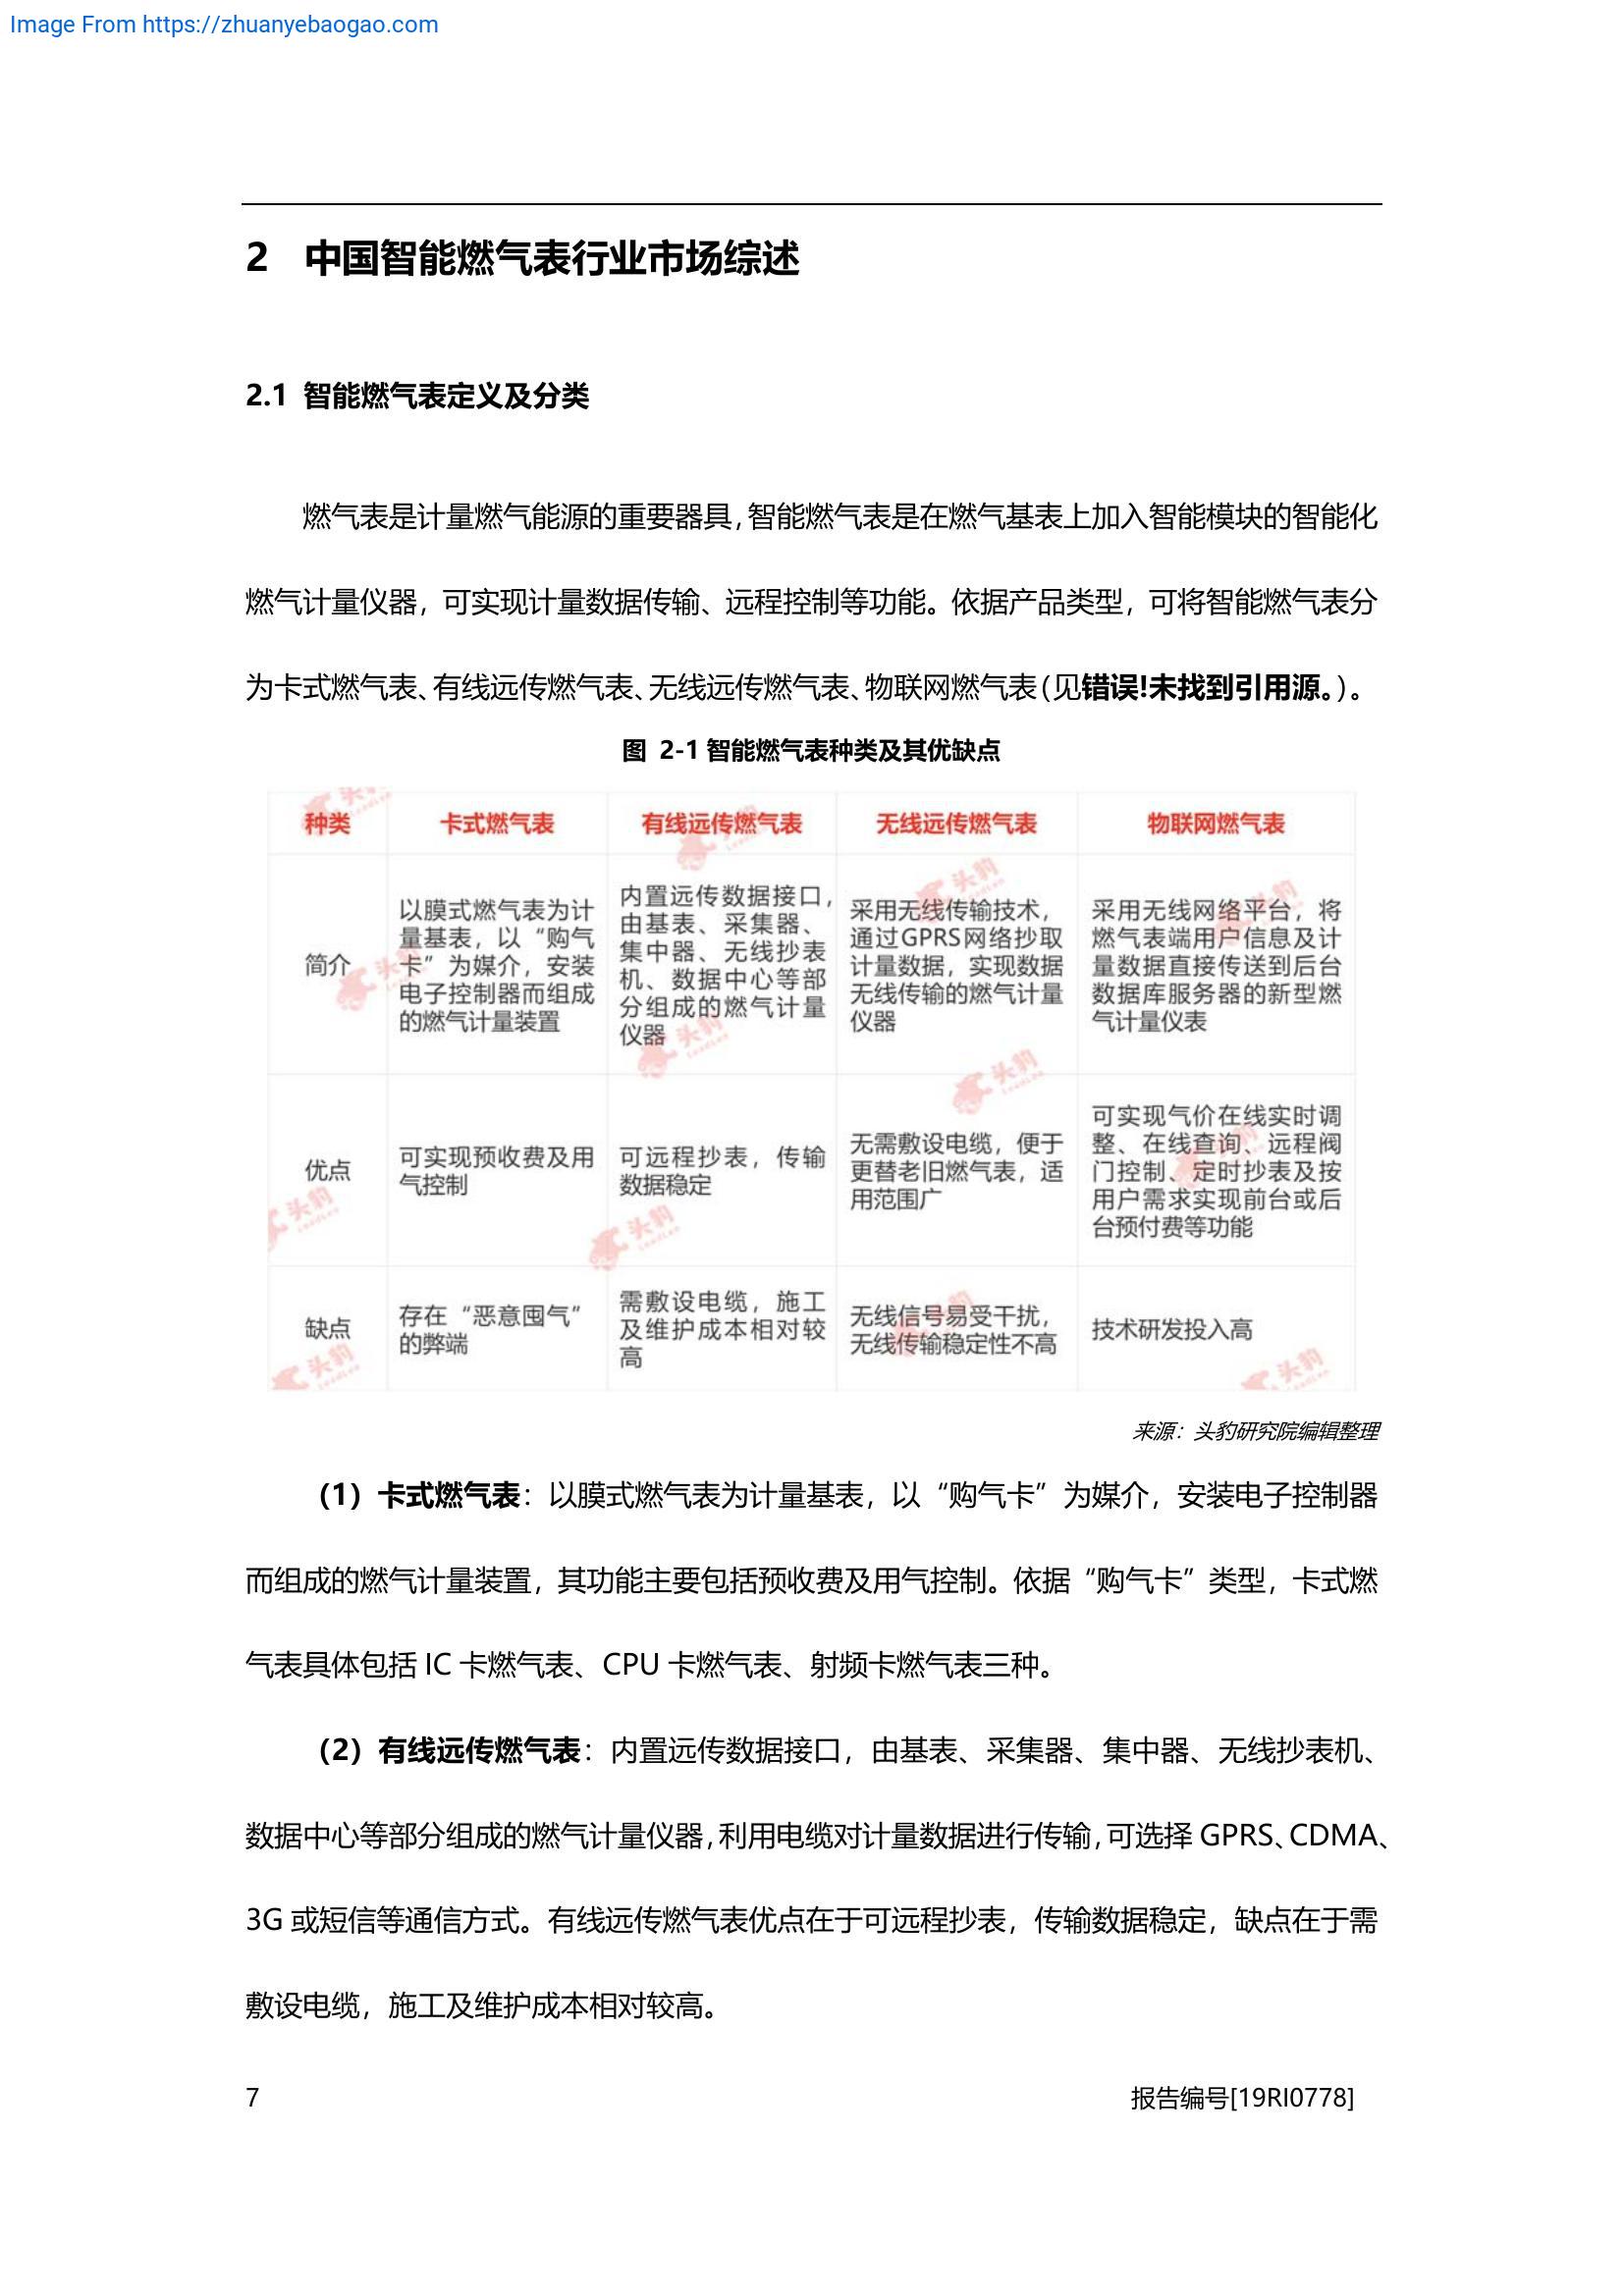 Image From https://zhuanyebaogao.com
2 中国智能燃气表行业市场综述
2.1 智能燃气表定义及分类
燃气表是计量燃气能源的重要器具，智能燃气表是在燃气基表上加入智能模块的智能化
燃气计量仪器，可实现计量数据传输、远程控制等功能。依据产品类型，可将智能燃气表分
为卡式燃气表、有线远传燃气表、无线远传燃气表、物联网燃气表（见错误!未找到引用源。）。
图 2-1 智能燃气表种类及其优缺点
种类 卡式燃气表 有线远传燃气表 无线远传燃气表 物联网燃气表
简介
以膜式燃气表为计
量基表，以“购气
卡”为媒介，安装
电子控制器而组成
的燃气计量装置
内置远传数据接口，
由基表、采集器、
集中器、无线抄表
机、数据中心等部
分组成的燃气计量
仪器
采用无线传输技术，
通过GPRS网络抄取
计量数据，实现数据
无线传输的燃气计量
仪器
采用无线网络平台，将
燃气表端用户信息及计
量数据直接传送到后台
数据库服务器的新型燃
气计量仪表
优点
可实现预收费及用
气控制
可远程抄表，传输
数据稳定
无需敷设电缆，便于
更替老旧燃气表，适
用范围广
可实现气价在线实时调
整、在线查询、远程阀
门控制、定时抄表及按
用户需求实现前台或后
台预付费等功能
缺点
存在“恶意囤气”
的弊端
需敷设电缆，施工
及维护成本相对较
高
无线信号易受干扰，
无线传输稳定性不高
技术研发投入高
来源：头豹研究院编辑整理
（1）卡式燃气表：以膜式燃气表为计量基表，以“购气卡”为媒介，安装电子控制器
而组成的燃气计量装置，其功能主要包括预收费及用气控制。依据“购气卡”类型，卡式燃
气表具体包括 IC 卡燃气表、CPU 卡燃气表、射频卡燃气表三种。
（2）有线远传燃气表：内置远传数据接口，由基表、采集器、集中器、无线抄表机、
数据中心等部分组成的燃气计量仪器，利用电缆对计量数据进行传输，可选择 GPRS、CDMA、
3G 或短信等通信方式。有线远传燃气表优点在于可远程抄表，传输数据稳定，缺点在于需
敷设电缆，施工及维护成本相对较高。
7 报告编号[19RI0778]